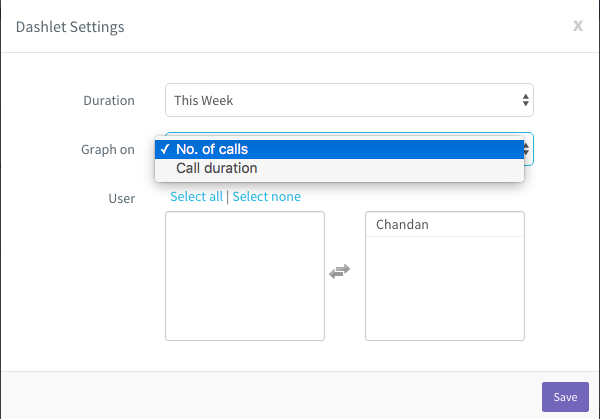 Dashlet Settings
x
Duration
This Week
Graph on
✓ No. of calls
Call duration
User
Select all | Select none
Chandan
Save